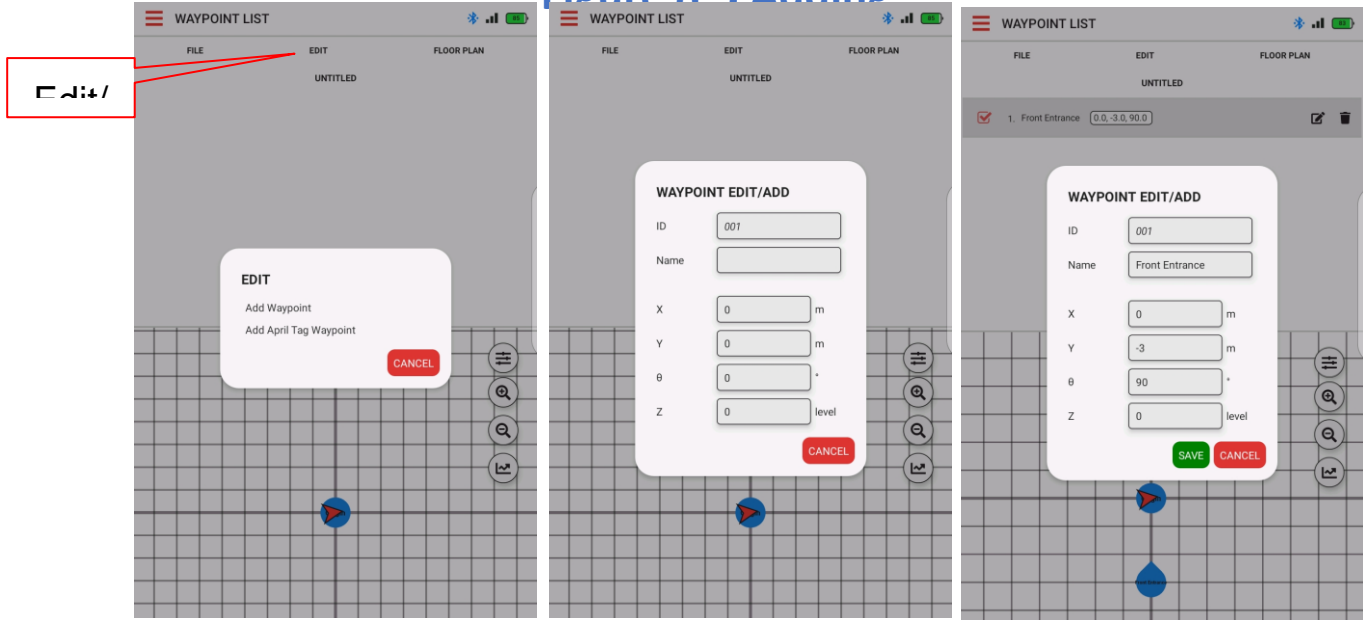 WAYPOINT LIST
85
FILE EDIT FLOOR PLAN
UNTITLED
Edit/
EDIT
Add Waypoint
Add April Tag Waypoint
CANCEL
WAYPOINT LIST
85
FILE EDIT FLOOR PLAN
UNTITLED
WAYPOINT EDIT/ADD
ID 001
Name
X 0 m
Y 0 m
θ 0 °
Z 0 level
CANCEL
WAYPOINT LIST
85
FILE EDIT FLOOR PLAN
UNTITLED
1. Front Entrance 0.0, -3.0, 90.0
WAYPOINT EDIT/ADD
ID 001
Name Front Entrance
X 0 m
Y -3 m
θ 90 °
Z 0 level
SAVE CANCEL